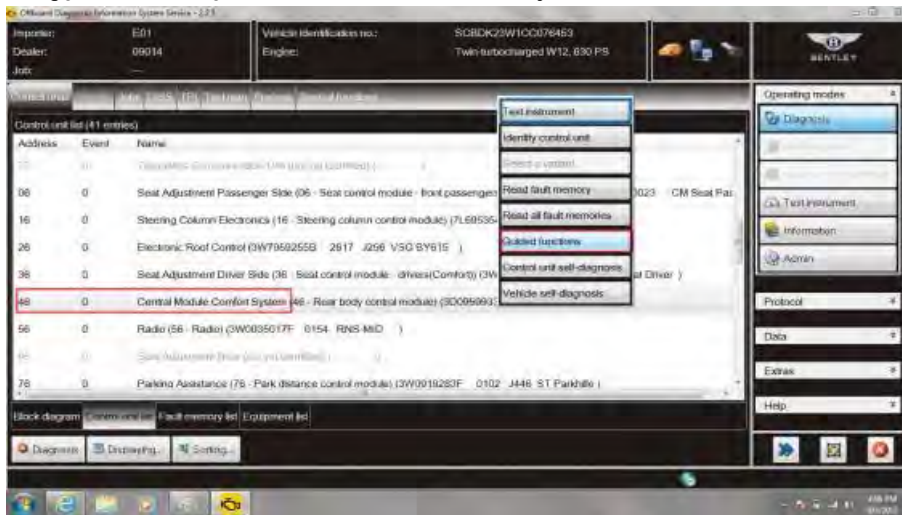 Offboard Diagnostic Information System Service - 2.2.5
Importer: E01 Vehicle identification no.: SCBDK23W1CC076453
Dealer: 09014 Engine: Twin-turbocharged W12, 630 PS
Job: ---
BENTLEY
Control units
Control unit list (41 entries)
Address Event Name
06 0 Seat Adjustment Passenger Side (06 - Seat control module - front passenger 0023 CM Seat Pas
16 0 Steering Column Electronics (16 - Steering column control module) (7L69535
26 0 Electronic Roof Control (3W7959255B 2617 J256 VSG BY615 )
36 0 Seat Adjustment Driver Side (36 - Seat control module - drivers(Comfort)) (3W at Driver )
46 0 Central Module Comfort System (46 - Rear body control module) (3D0959933
56 0 Radio (56 - Radio) (3W0035017F 0154 RNS-MID )
76 0 Parking Assistance (76 - Park distance control module) (3W0919283F 0102 J446 ST Parkhilfe )
Test instrument
Identify control unit
Select a variant
Read fault memory
Read all fault memories
Guided functions
Control unit self-diagnosis
Vehicle self-diagnosis
Block diagram Control unit list Fault memory list Equipment list
Diagnosis Displaying... Sorting...
Operating modes
Diagnosis
Test instrument
Information
Admin
Protocol
Data
Extras
Help